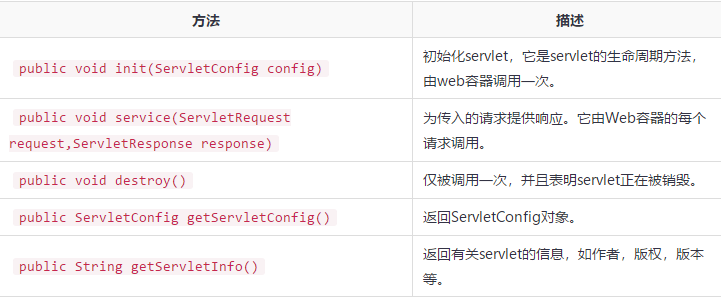 方法 描述
public void init(ServletConfig config) 初始化servlet，它是servlet的生命周期方法，
由web容器调用一次。
public void service(ServletRequest
request,ServletResponse response) 为传入的请求提供响应。它由Web容器的每个
请求调用。
public void destroy() 仅被调用一次，并且表明servlet正在被销毁。
public ServletConfig getServletConfig() 返回ServletConfig对象。
public String getServletInfo() 返回有关servlet的信息，如作者，版权，版本
等。